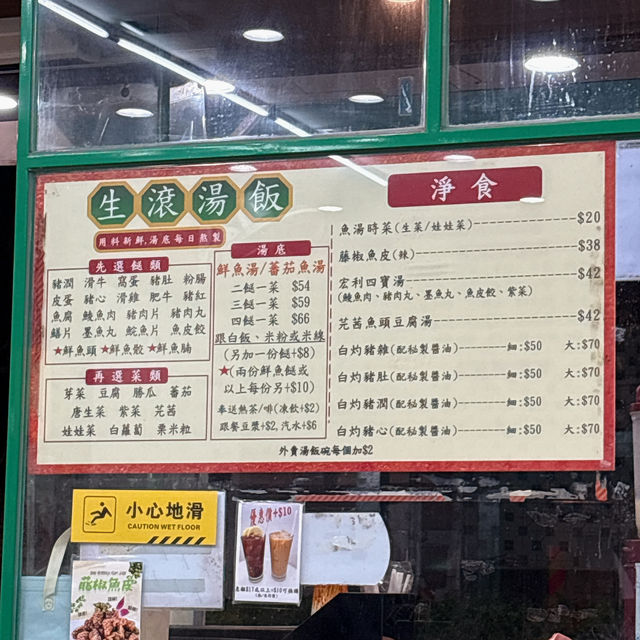 生滾湯飯
用料新鮮,湯底每日熬製
先選餸類
豬潤 滑牛 窩蛋 豬肚 粉腸
皮蛋 豬心 滑雞 肥牛 豬紅
魚腐 鯪魚肉 豬肉片 豬肉丸
鱔片 墨魚丸 鯇魚片 魚皮餃
★鮮魚頭 ★鮮魚骰 ★鮮魚腩
再選菜類
芽菜 豆腐 勝瓜 蕃茄
唐生菜 紫菜 芫茜
娃娃菜 白蘿蔔 粟米粒
湯底
鮮魚湯/蕃茄魚湯
二餸一菜 $54
三餸一菜 $59
四餸一菜 $66
跟白飯、米粉或米線
(另加一份餸+$8)
★(兩份鮮魚餸或
以上每份另+$10)
奉送熱茶/啡(凍飲+$2)
跟餐豆漿+$2,汽水+$6
外賣湯飯碗每個加$2
淨食
魚湯時菜(生菜/娃娃菜)--------------$20
藤椒魚皮(辣)----------------------$38
宏利四寶湯------------------------$42
(鯪魚肉、豬肉丸、墨魚丸、魚皮餃、紫菜)
芫茜魚頭豆腐湯--------------------$42
白灼豬雜(配秘製醬油)--------細:$50 大:$70
白灼豬肚(配秘製醬油)--------細:$50 大:$70
白灼豬潤(配秘製醬油)--------細:$50 大:$70
白灼豬心(配秘製醬油)--------細:$50 大:$70
小心地滑
CAUTION WET FLOOR
優惠價+$10
藤椒魚皮